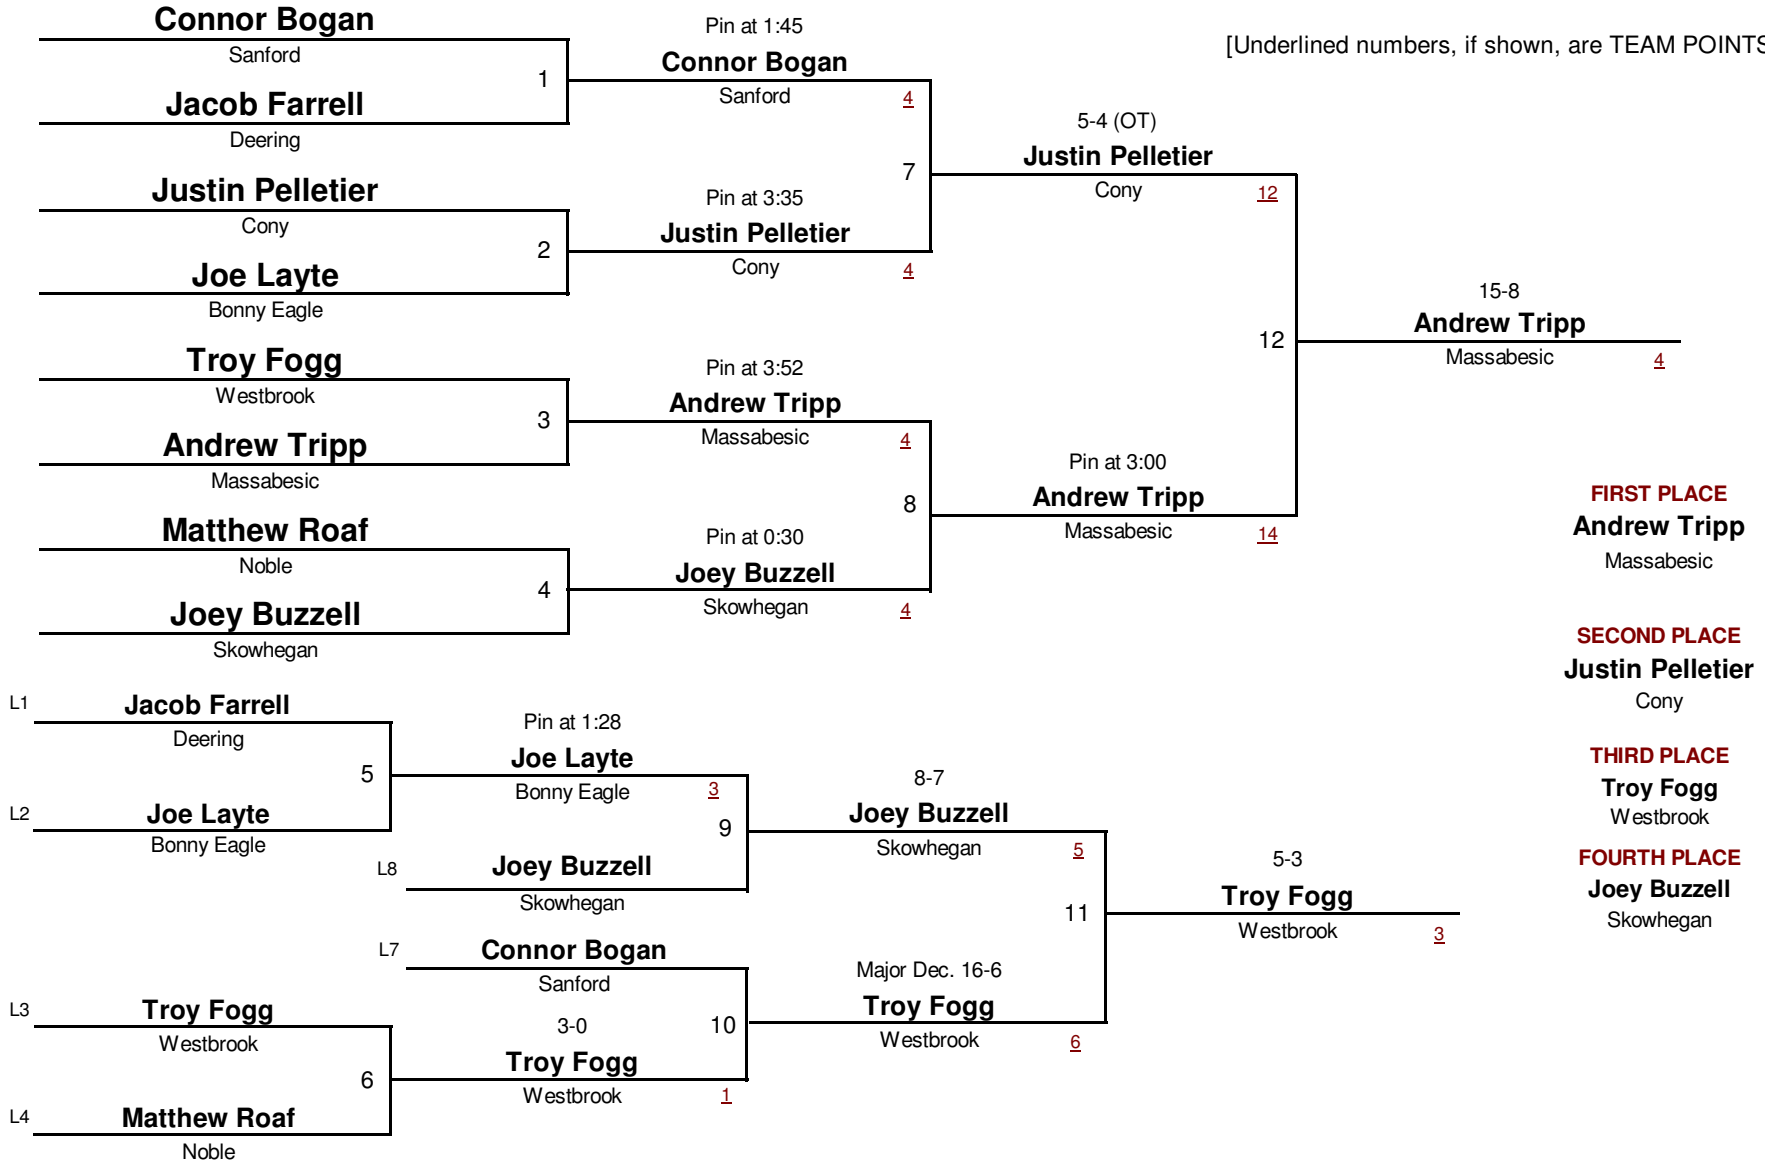 Connor Bogan
Sanford
1
Jacob Farrell
Deering
Justin Pelletier
Cony
2
Joe Layte
Bonny Eagle
Troy Fogg
Westbrook
3
Andrew Tripp
Massabesic
Matthew Roaf
Noble
4
Joey Buzzell
Skowhegan
Pin at 1:45
Connor Bogan
Sanford 4
7
Pin at 3:35
Justin Pelletier
Cony 4
Pin at 3:52
Andrew Tripp
Massabesic 4
8
Pin at 0:30
Joey Buzzell
Skowhegan 4
[Underlined numbers, if shown, are TEAM POINTS
5-4 (OT)
Justin Pelletier
Cony 12
12
Pin at 3:00
Andrew Tripp
Massabesic 14
15-8
Andrew Tripp
Massabesic 4
FIRST PLACE
Andrew Tripp
Massabesic
SECOND PLACE
Justin Pelletier
Cony
THIRD PLACE
Troy Fogg
Westbrook
FOURTH PLACE
Joey Buzzell
Skowhegan
L1 Jacob Farrell
Deering
5
L2 Joe Layte
Bonny Eagle
L3 Troy Fogg
Westbrook
6
L4 Matthew Roaf
Noble
Pin at 1:28
Joe Layte
Bonny Eagle 3
9
L8 Joey Buzzell
Skowhegan
L7 Connor Bogan
Sanford
3-0 10
Troy Fogg
Westbrook 1
8-7
Joey Buzzell
Skowhegan 5
11
Major Dec. 16-6
Troy Fogg
Westbrook 6
5-3
Troy Fogg
Westbrook 3